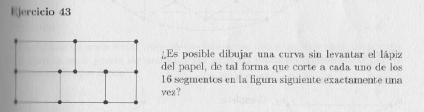 Ejercicio 43
¿Es posible dibujar una curva sin levantar el lápiz
del papel, de tal forma que corte a cada uno de los
16 segmentos en la figura siguiente exactamente una
vez?